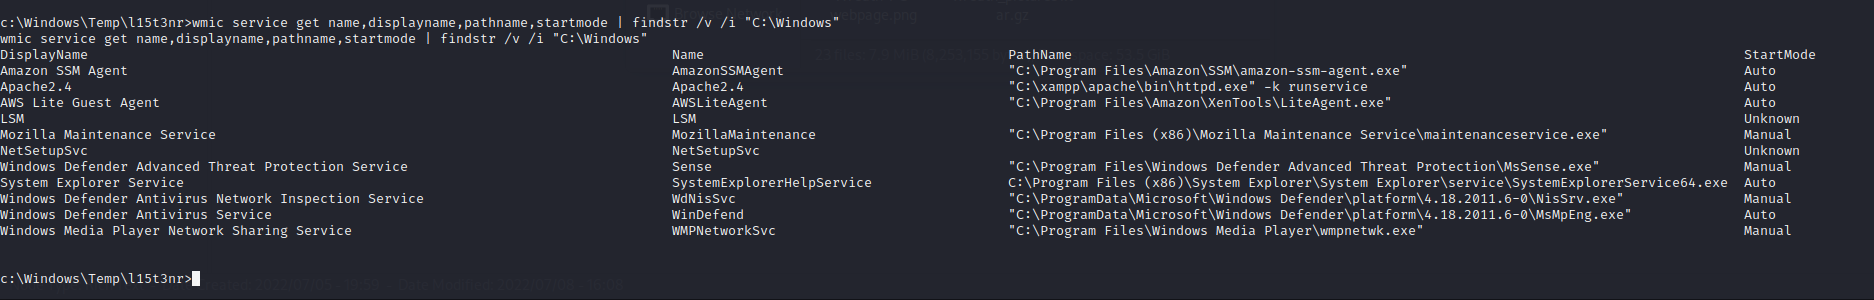 webpage.png ar.gz
c:\Windows\Temp\l15t3nr>wmic service get name,displayname,pathname,startmode | findstr /v /i "C:\Windows"
wmic service get name,displayname,pathname,startmode | findstr /v /i "C:\Windows"
DisplayName Name PathName StartMode
Amazon SSM Agent AmazonSSMAgent "C:\Program Files\Amazon\SSM\amazon-ssm-agent.exe" Auto
Apache2.4 Apache2.4 "C:\xampp\apache\bin\httpd.exe" -k runservice Auto
AWS Lite Guest Agent AWSLiteAgent "C:\Program Files\Amazon\XenTools\LiteAgent.exe" Auto
LSM LSM Unknown
Mozilla Maintenance Service MozillaMaintenance "C:\Program Files (x86)\Mozilla Maintenance Service\maintenanceservice.exe" Manual
NetSetupSvc NetSetupSvc Unknown
Windows Defender Advanced Threat Protection Service Sense "C:\Program Files\Windows Defender Advanced Threat Protection\MsSense.exe" Manual
System Explorer Service SystemExplorerHelpService C:\Program Files (x86)\System Explorer\System Explorer\service\SystemExplorerService64.exe Auto
Windows Defender Antivirus Network Inspection Service WdNisSvc "C:\ProgramData\Microsoft\Windows Defender\platform\4.18.2011.6-0\NisSrv.exe" Manual
Windows Defender Antivirus Service WinDefend "C:\ProgramData\Microsoft\Windows Defender\platform\4.18.2011.6-0\MsMpEng.exe" Auto
Windows Media Player Network Sharing Service WMPNetworkSvc "C:\Program Files\Windows Media Player\wmpnetwk.exe" Manual
c:\Windows\Temp\l15t3nr>